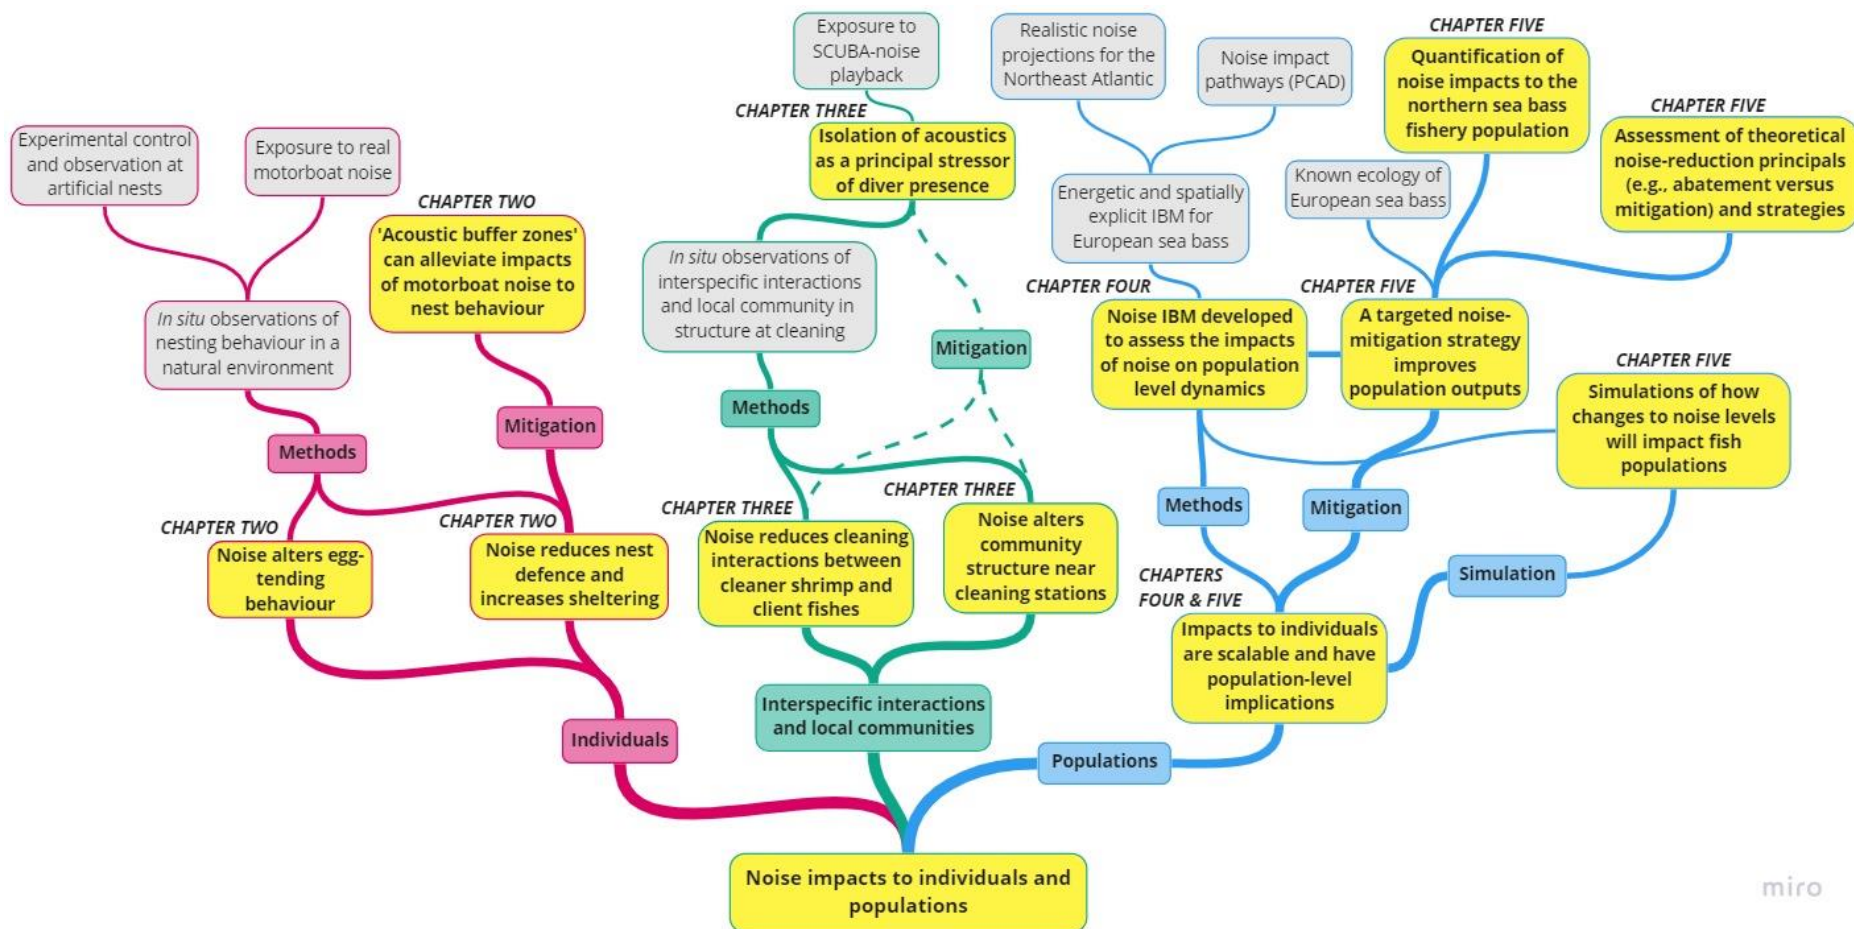 Exposure to
SCUBA-noise
playback
Realistic noise
projections for the
Northeast Atlantic
Noise impact
pathways (PCAD)
CHAPTER FIVE
Quantification of
noise impacts to the
northern sea bass
fishery population
CHAPTER FIVE
Assessment of theoretical
noise-reduction principals
(e.g., abatement versus
mitigation) and strategies
Experimental control
and observation at
artificial nests
Exposure to real
motorboat noise
CHAPTER THREE
Isolation of acoustics
as a principal stressor
of diver presence
Known ecology of
European sea bass
Energetic and spatially
explicit IBM for
European sea bass
CHAPTER TWO
'Acoustic buffer zones'
can alleviate impacts
of motorboat noise to
nest behaviour
In situ observations of
interspecific interactions
and local community in
structure at cleaning
In situ observations of
nesting behaviour in a
natural environment
Mitigation
CHAPTER FOUR
Noise IBM developed
to assess the impacts
of noise on population
level dynamics
CHAPTER FIVE
A targeted noise-
mitigation strategy
improves
population outputs
CHAPTER FIVE
Simulations of how
changes to noise levels
will impact fish
populations
Methods
Mitigation
Methods
Methods
Mitigation
CHAPTER TWO
Noise alters egg-
tending
behaviour
CHAPTER TWO
Noise reduces nest
defence and
increases sheltering
CHAPTER THREE
Noise reduces cleaning
interactions between
cleaner shrimp and
client fishes
CHAPTER THREE
Noise alters
community
structure near
cleaning stations
Simulation
CHAPTERS
FOUR & FIVE
Impacts to individuals
are scalable and have
population-level
implications
Individuals
Interspecific interactions
and local communities
Populations
Noise impacts to individuals and
populations
miro